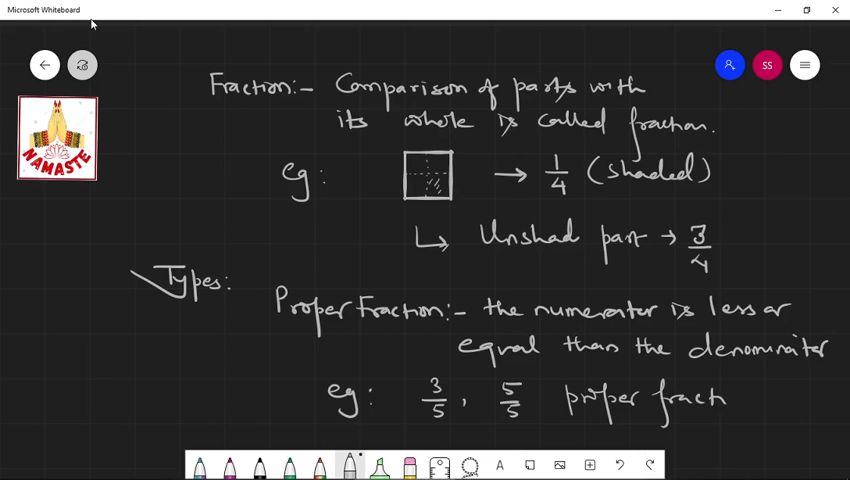 Microsoft Whiteboard
SS
NAMASTE
Fraction:- Comparison of parts with
its whole is called fraction.
eg: → 1/4 (shaded)
↳ Unshad part → 3/4
Types:
Proper Fraction:- the numerator is less or
equal than the denominator
eg: 3/5, 5/5 proper fract
A